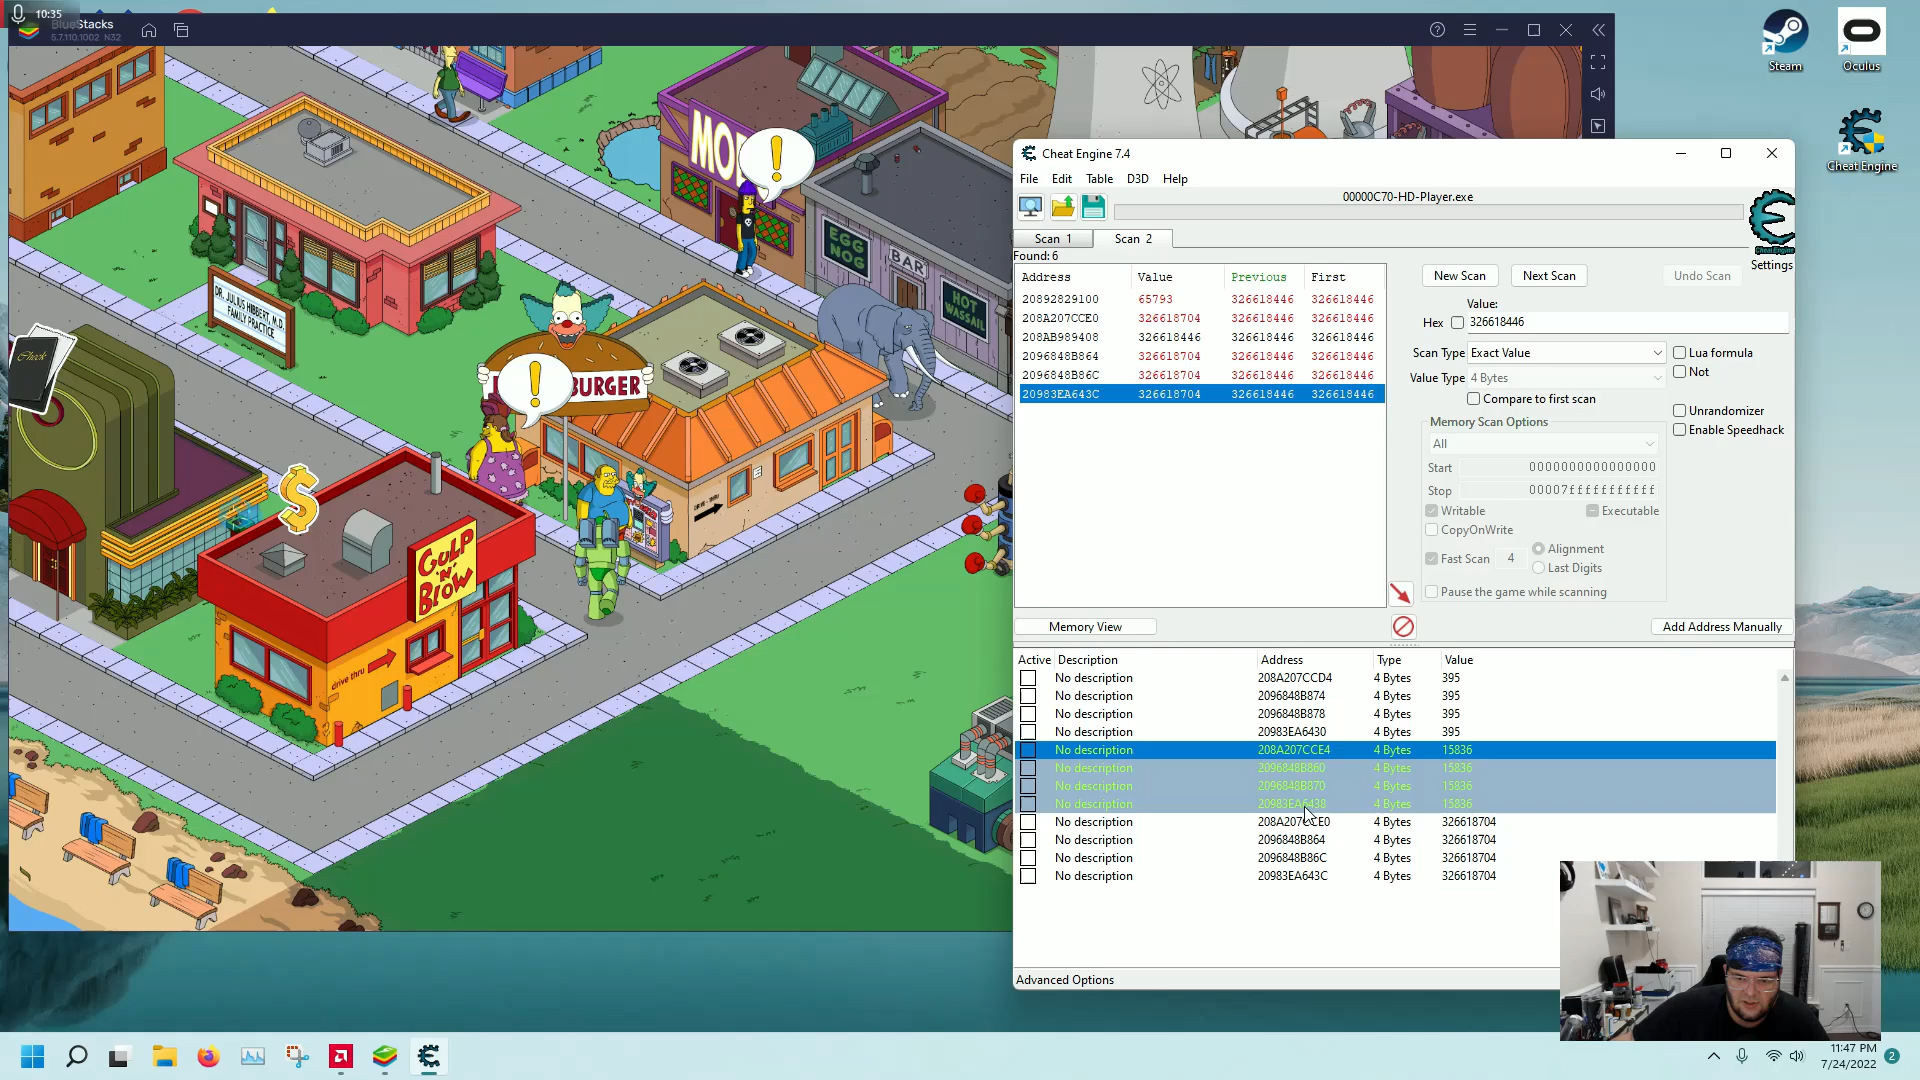 10:35
BlueStacks
5.7.110.1002 N32
Steam
Oculus
Cheat Engine
MO
EGG
NOG
BAR
HOT
WASSAIL
DR. JULIUS HIBBERT, M.D.
FAMILY PRACTICE
Check
BURGER
GULP
'N'
BLOW
drive thru
Cheat Engine 7.4
File Edit Table D3D Help
00000C70-HD-Player.exe
Scan 1 Scan 2
Found: 6
Cheat Engine
Settings
Address Value Previous First
20892829100 65793 326618446 326618446
208A207CCE0 326618704 326618446 326618446
208AB989408 326618446 326618446 326618446
2096848B864 326618704 326618446 326618446
2096848B86C 326618704 326618446 326618446
20983EA643C 326618704 326618446 326618446
New Scan Next Scan Undo Scan
Value:
Hex 326618446
Scan Type Exact Value Lua formula
Value Type 4 Bytes Not
Compare to first scan
Memory Scan Options
All
Unrandomizer
Enable Speedhack
Start 0000000000000000
Stop 00007fffffffffff
Writable Executable
CopyOnWrite
Fast Scan 4 Alignment
Last Digits
Pause the game while scanning
Memory View Add Address Manually
Active Description Address Type Value
No description 208A207CCD4 4 Bytes 395
No description 2096848B874 4 Bytes 395
No description 2096848B878 4 Bytes 395
No description 20983EA6430 4 Bytes 395
No description 208A207CCE4 4 Bytes 15836
No description 2096848B860 4 Bytes 15836
No description 2096848B870 4 Bytes 15836
No description 20983EA6438 4 Bytes 15836
No description 208A207CCE0 4 Bytes 326618704
No description 2096848B864 4 Bytes 326618704
No description 2096848B86C 4 Bytes 326618704
No description 20983EA643C 4 Bytes 326618704
Advanced Options
11:47 PM
7/24/2022
2